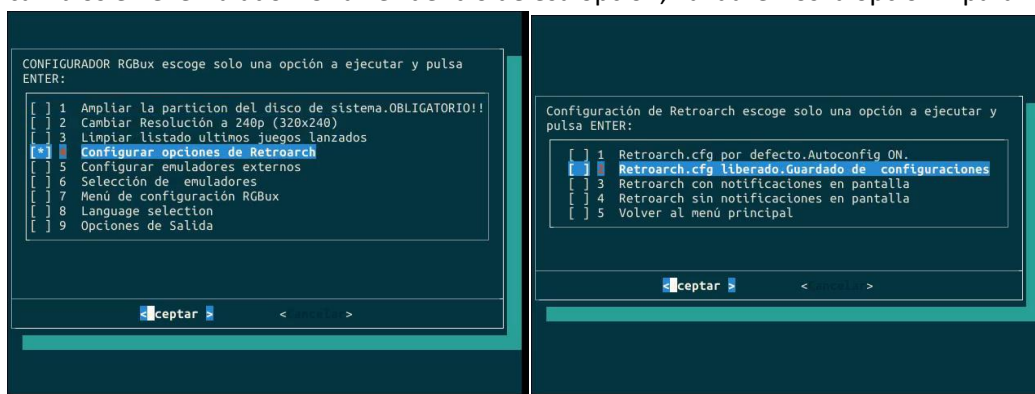 CONFIGURADOR RGBux escoge solo una opción a ejecutar y pulsa
ENTER:
[ ] 1 Ampliar la particion del disco de sistema.OBLIGATORIO!!
[ ] 2 Cambiar Resolución a 240p (320x240)
[ ] 3 Limpiar listado ultimos juegos lanzados
[*] 4 Configurar opciones de Retroarch
[ ] 5 Configurar emuladores externos
[ ] 6 Selección de emuladores
[ ] 7 Menú de configuración RGBux
[ ] 8 Language selection
[ ] 9 Opciones de Salida
< ceptar > < >
Configuración de Retroarch escoge solo una opción a ejecutar y
pulsa ENTER:
[ ] 1 Retroarch.cfg por defecto.Autoconfig ON.
[ ] 2 Retroarch.cfg liberado.Guardado de configuraciones
[ ] 3 Retroarch con notificaciones en pantalla
[ ] 4 Retroarch sin notificaciones en pantalla
[ ] 5 Volver al menú principal
< ceptar > < >